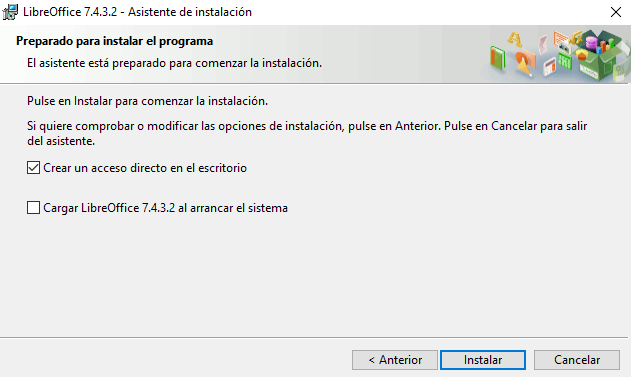 LibreOffice 7.4.3.2 - Asistente de instalación
Preparado para instalar el programa
El asistente está preparado para comenzar la instalación.
Pulse en Instalar para comenzar la instalación.
Si quiere comprobar o modificar las opciones de instalación, pulse en Anterior. Pulse en Cancelar para salir
del asistente.
Crear un acceso directo en el escritorio
Cargar LibreOffice 7.4.3.2 al arrancar el sistema
< Anterior
Instalar
Cancelar